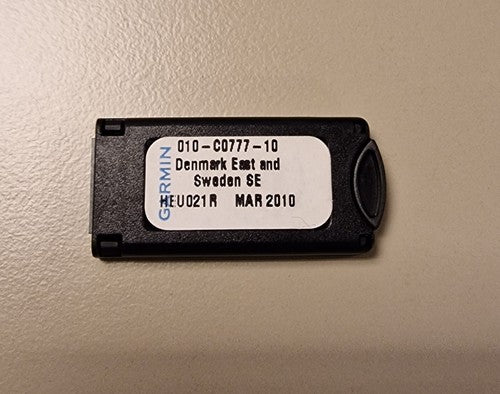 GARMIN
010-C0777-10
Denmark East and
Sweden SE
HEU021R MAR 2010